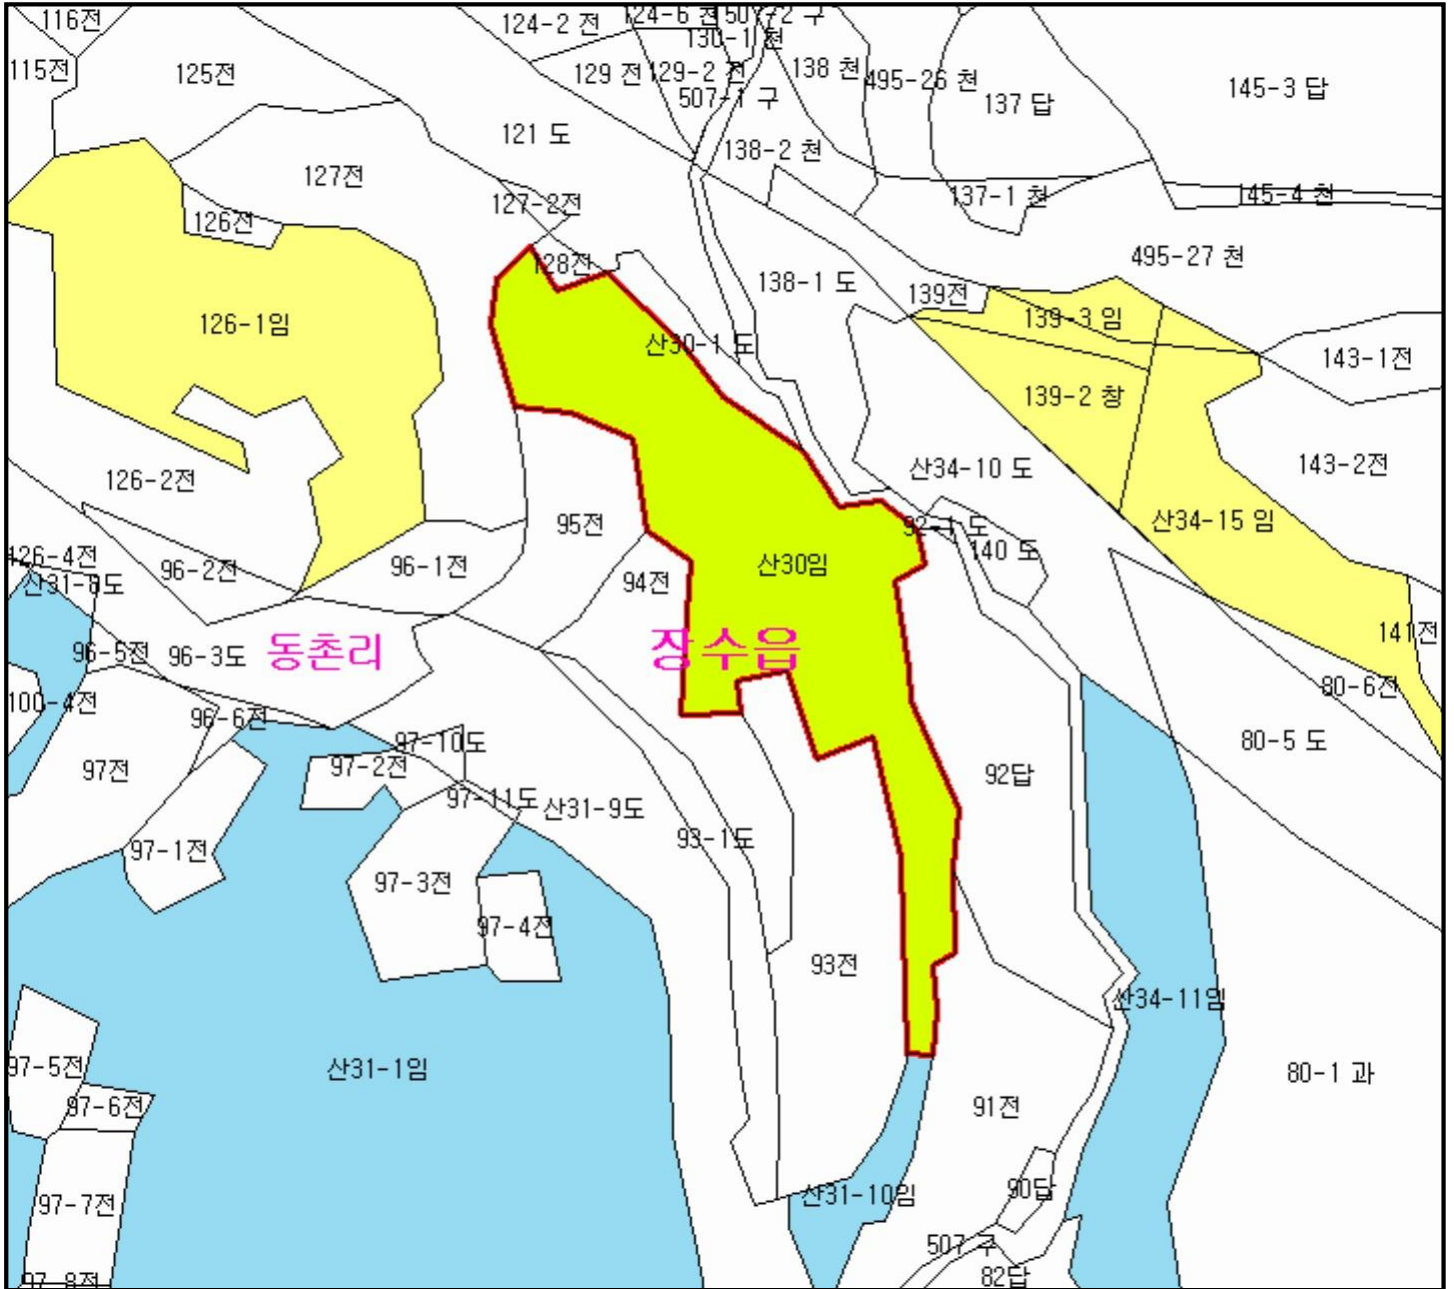 116전
124-2 전
124-6 천
507-2 구
130-1 천
115전
125전
129 전
129-2 전
138 천
495-26 천
145-3 답
507-1 구
137 답
121 도
138-2 천
127전
137-1 천
145-4 천
127-2전
126전
495-27 천
128전
138-1 도
139전
126-1임
139-3 임
산30-1 도
143-1전
139-2 창
126-2전
산34-10 도
143-2전
95전
92-1 도
산34-15 임
126-4전
140 도
산31-8도
96-2전
96-1전
94전
산30임
141전
96-5전
96-3도
동촌리
장수읍
100-4전
80-6전
96-6전
97-10도
80-5 도
97전
97-2전
92답
97-11도
산31-9도
93-1도
97-1전
97-3전
97-4전
93전
산34-11임
97-5전
산31-1임
80-1 과
97-6전
91전
97-7전
산31-10임
90답
507 구
97-8전
82답